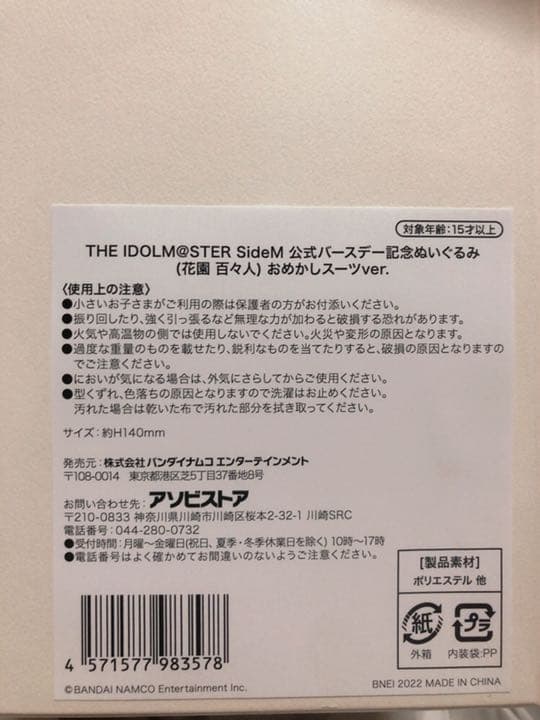 対象年齢:15才以上
THE IDOLM@STER SideM 公式バースデー記念ぬいぐるみ
(花園 百々人) おめかしスーツver.
〈使用上の注意〉
●小さいお子さまがご利用の際は保護者の方がお付添いください。
●振り回したり、強く引っ張るなど無理な力が加わると破損する恐れがあります。
●火気や高温物の側では使用しないでください。火災や変形の原因となります。
●過度な重量のものを載せたり、鋭利なものを当てたりすると、破損の原因となりますの
でご注意ください。
●においが気になる場合は、外気にさらしてからご使用ください。
●型くずれ、色落ちの原因となりますので洗濯はお止めください。
汚れた場合は乾いた布で汚れた部分を拭き取ってください。
サイズ:約H140mm
発売元:株式会社 バンダイナムコ エンターテインメント
〒108-0014 東京都港区芝5丁目37番地8号
お問い合わせ先:アソビストア
〒210-0833 神奈川県川崎市川崎区桜本2-32-1 川崎SRC
電話番号:044-280-0732
●受付時間:月曜〜金曜日(祝日、夏季・冬季休業日を除く) 10時〜17時
●電話番号はよく確かめてお間違いのないようご注意ください。
[製品素材]
ポリエステル 他
紙 プラ
外箱 内装袋:PP
4 571577 983578
©BANDAI NAMCO Entertainment Inc.
BNEI 2022 MADE IN CHINA